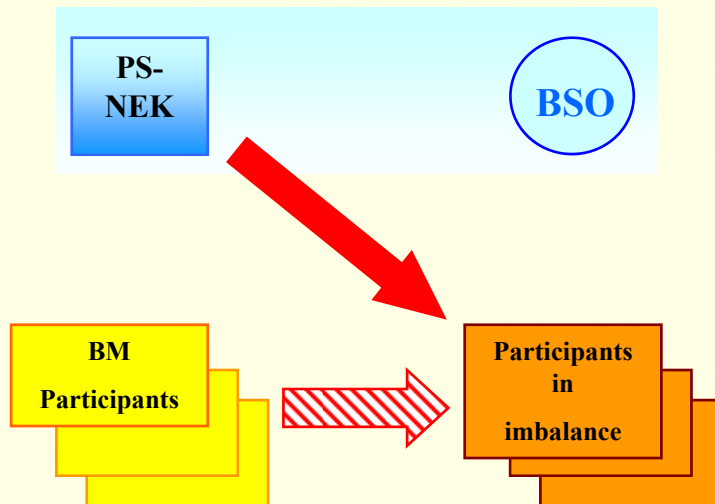 PS-
NEK
BSO
BM
Participants
Participants
in
imbalance